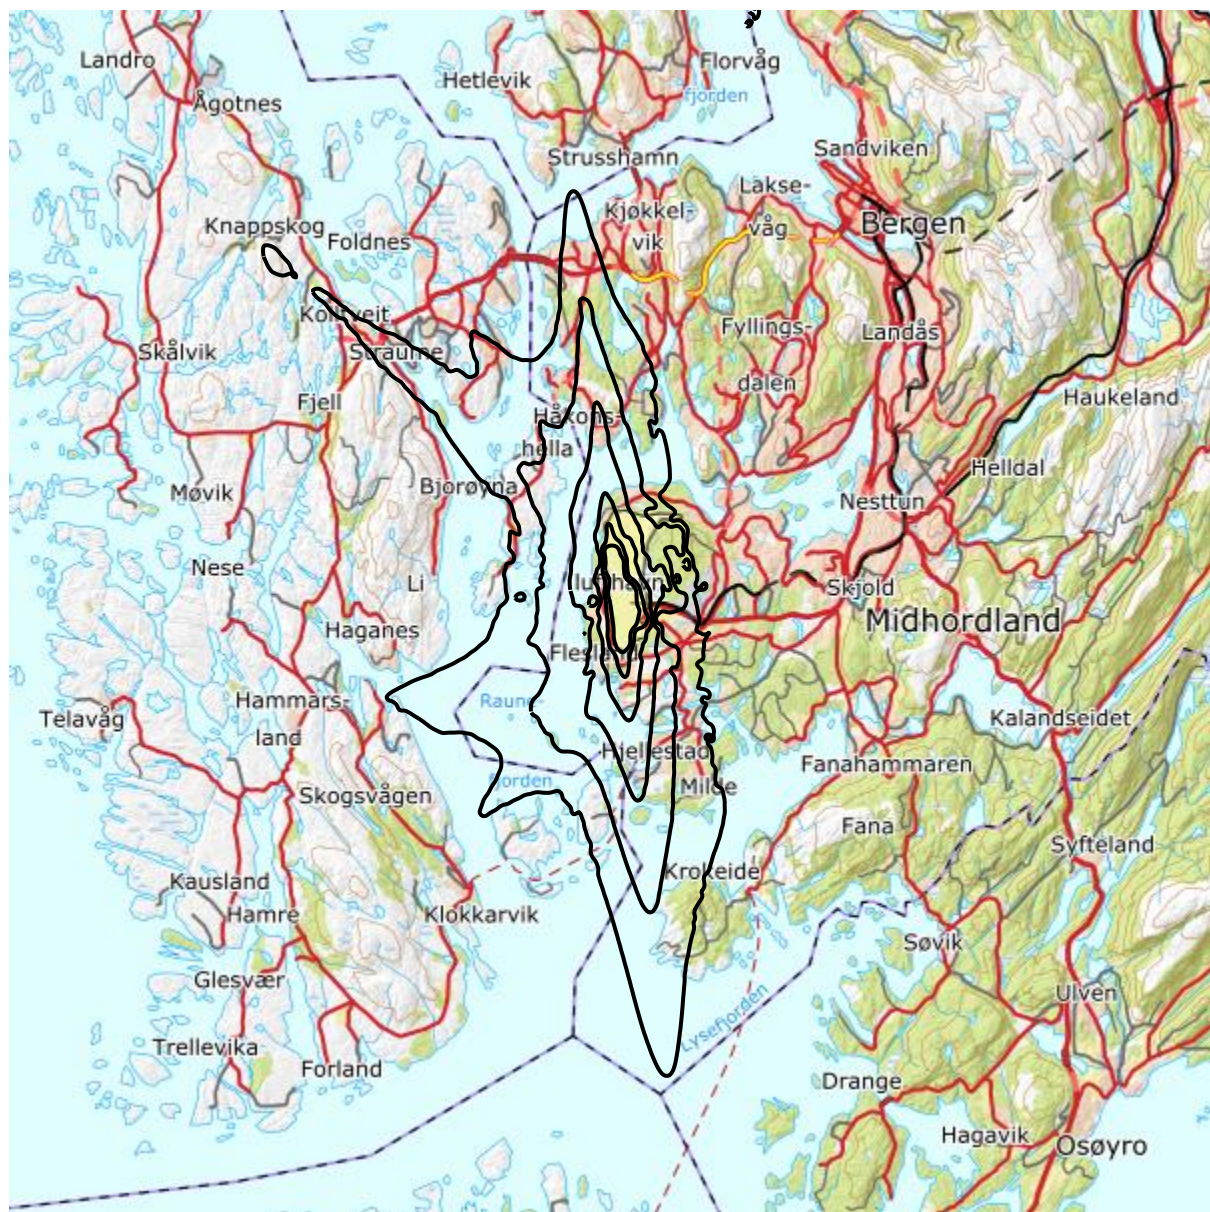 Landro
Florvåg
Hetlevik
fjorden
Ågotnes
Sandviken
Strusshamn
Lakse-
våg
Kjøkkel-
vik
Bergen
Knappskog
Foldnes
Kolltveit
Straume
Skålvik
Fyllings-
dalen
Landås
Fjell
Håkons-
hella
Haukeland
Helldal
Bjorøyna
Møvik
Nesttun
Nese
Li
lufthavn
Skjold
Haganes
Midhordland
Flesland
Hammars-
land
Raune-
fjorden
Telavåg
Kalandseidet
Hjellestad
Milde
Fanahammaren
Skogsvågen
Fana
Syfteland
Krokeide
Kausland
Hamre
Klokkarvik
Søvik
Glesvær
Ulven
Lysefjorden
Trellevika
Forland
Drange
Hagavik
Osøyro